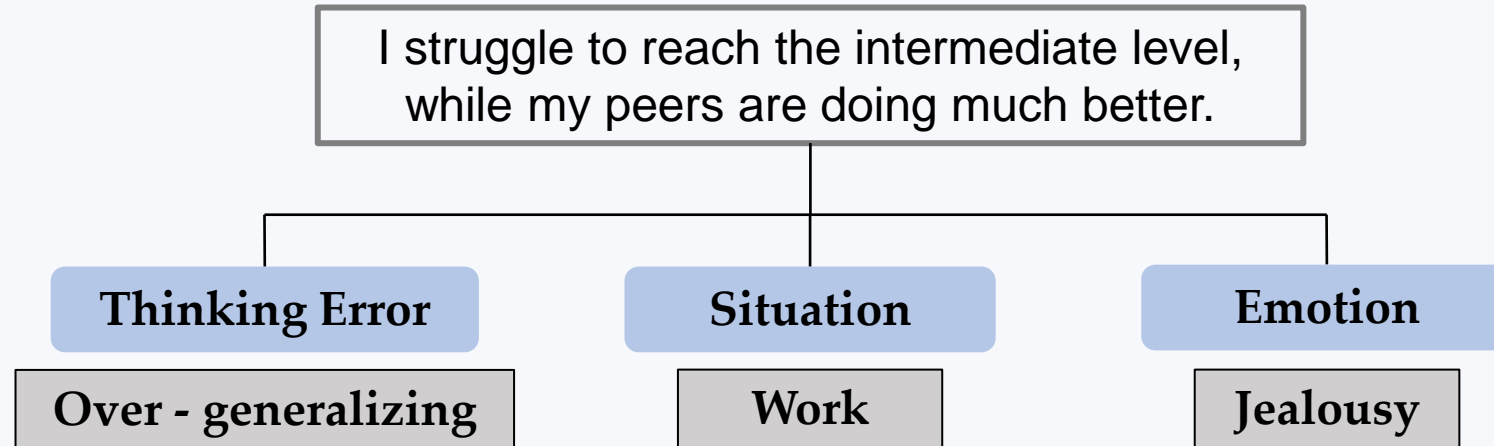 I struggle to reach the intermediate level,
while my peers are doing much better.
Thinking Error
Situation
Emotion
Over - generalizing
Work
Jealousy